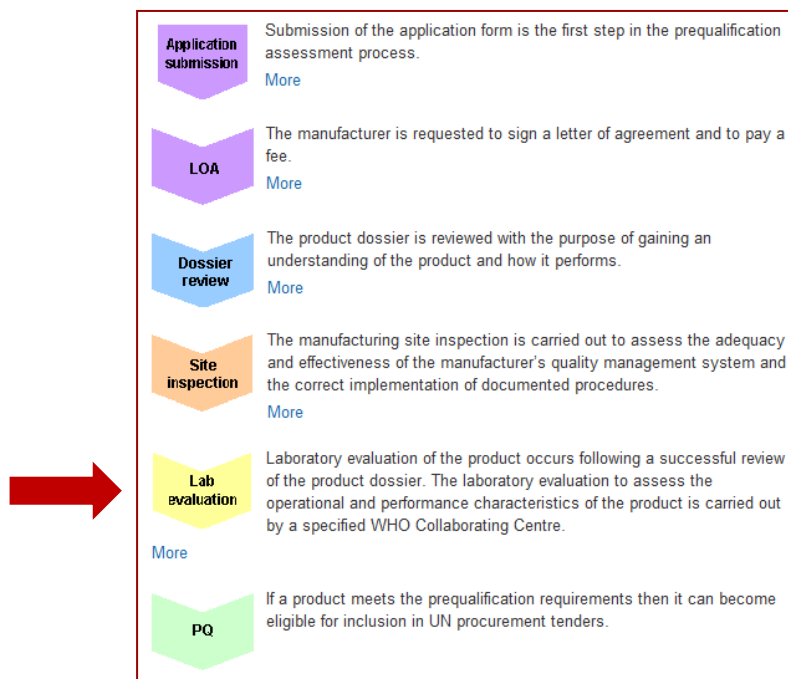 Application
submission
Submission of the application form is the first step in the prequalification
assessment process.
More
LOA
The manufacturer is requested to sign a letter of agreement and to pay a
fee.
More
Dossier
review
The product dossier is reviewed with the purpose of gaining an
understanding of the product and how it performs.
More
Site
inspection
The manufacturing site inspection is carried out to assess the adequacy
and effectiveness of the manufacturer's quality management system and
the correct implementation of documented procedures.
More
Lab
evaluation
Laboratory evaluation of the product occurs following a successful review
of the product dossier. The laboratory evaluation to assess the
operational and performance characteristics of the product is carried out
by a specified WHO Collaborating Centre.
More
PQ
If a product meets the prequalification requirements then it can become
eligible for inclusion in UN procurement tenders.